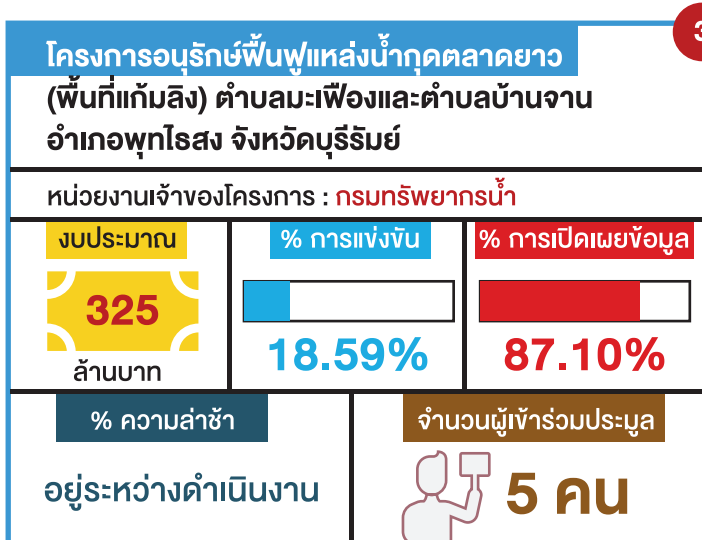 3
โครงการอนุรักษ์ฟื้นฟูแหล่งน้ำกุดตลาดยาว
(พื้นที่แก้มลิง) ตำบลมะเฟืองและตำบลบ้านจาน
อำเภอพุทไธสง จังหวัดบุรีรัมย์
หน่วยงานเจ้าของโครงการ : กรมทรัพยากรน้ำ
งบประมาณ
325
ล้านบาท
% การแข่งขัน
18.59%
% การเปิดเผยข้อมูล
87.10%
% ความล่าช้า
อยู่ระหว่างดำเนินงาน
จำนวนผู้เข้าร่วมประมูล
5 คน